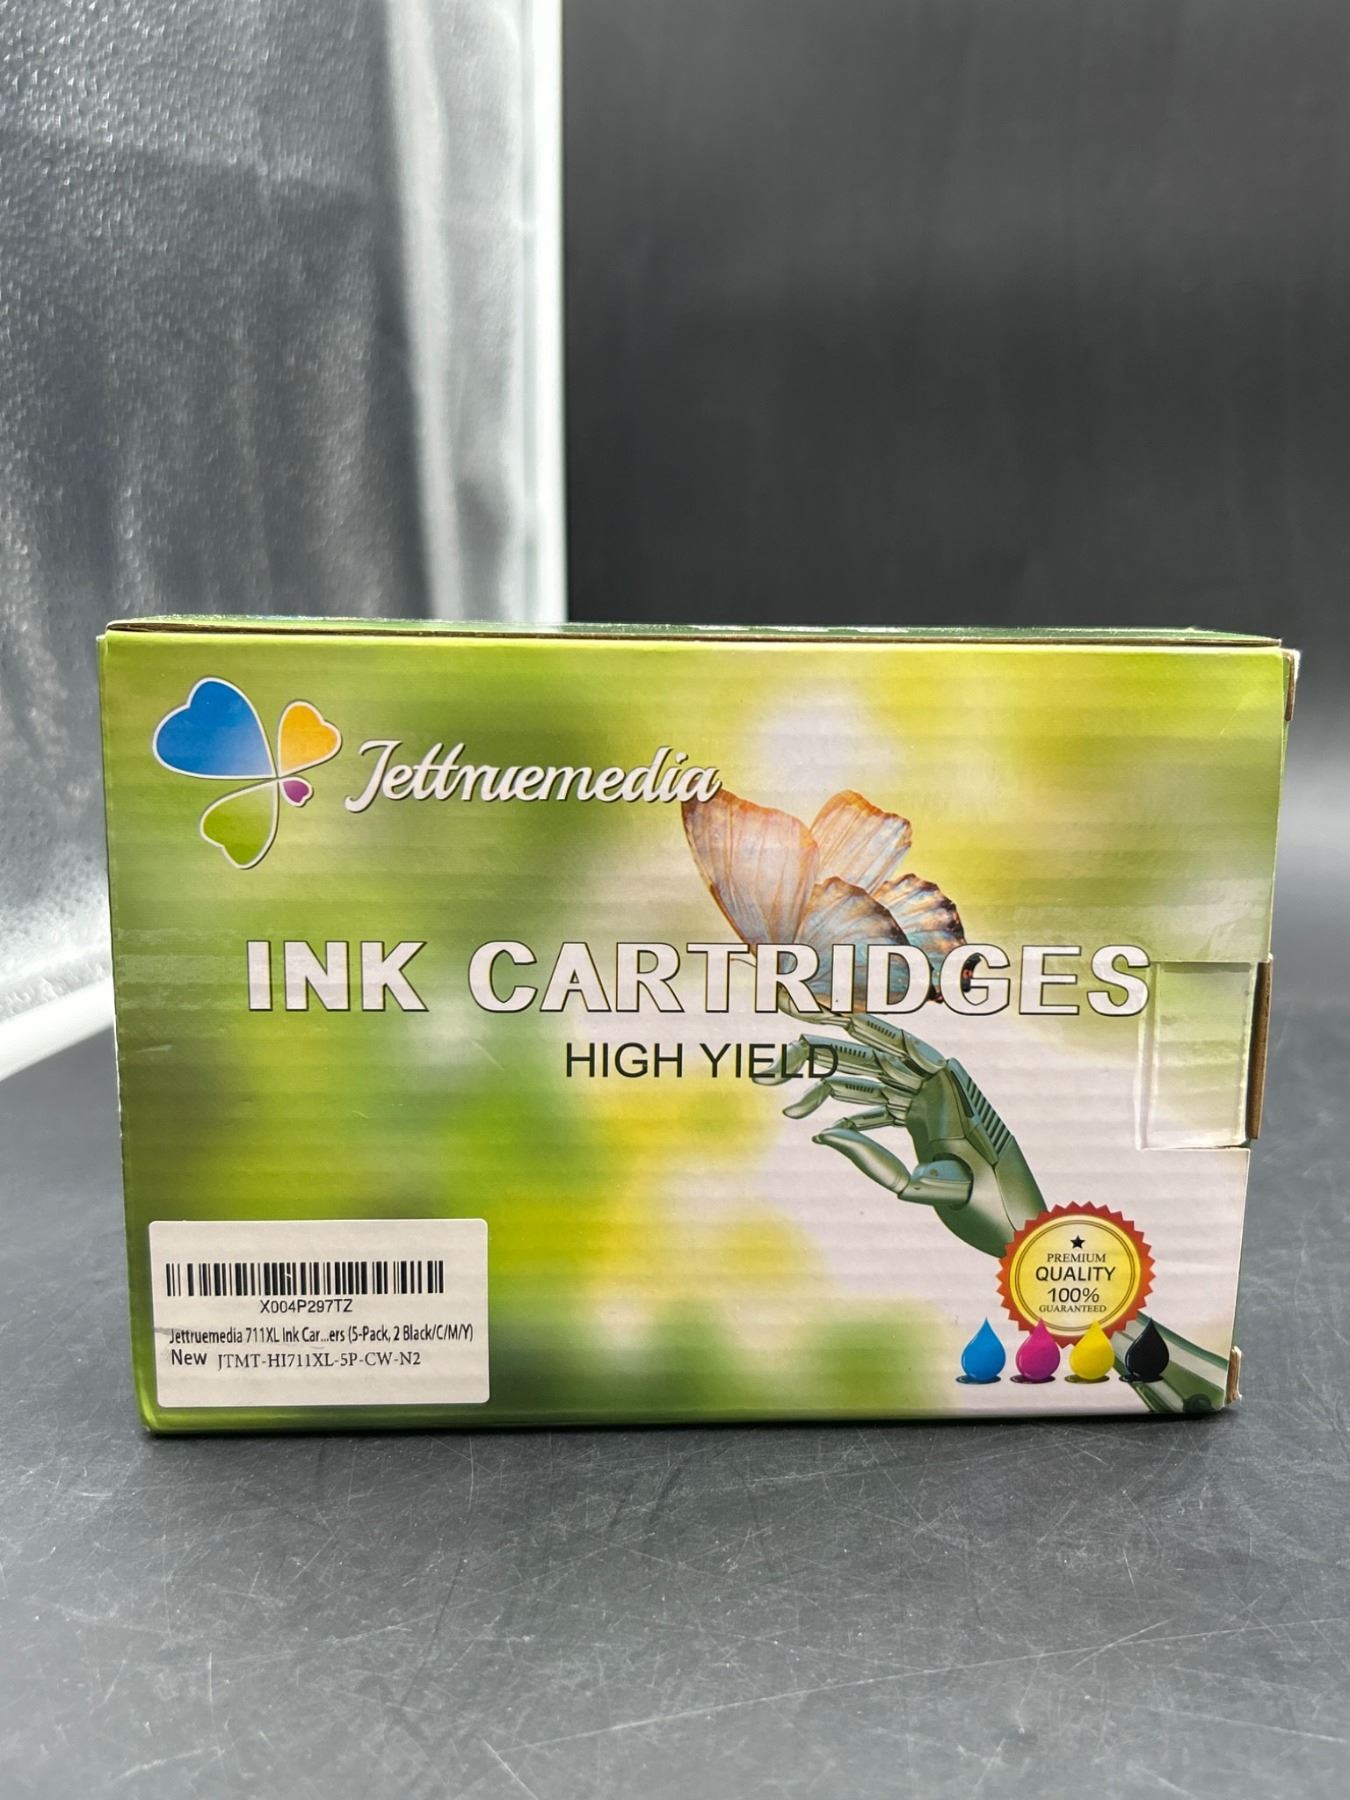 Jettruemedia
INK CARTRIDGES
HIGH YIELD
PREMIUM
QUALITY
100%
GUARANTEED
X004P297TZ
Jettruemedia 711XL Ink Car...ers (5-Pack, 2 Black/C/M/Y)
New JTMT-HI711XL-5P-CW-N2